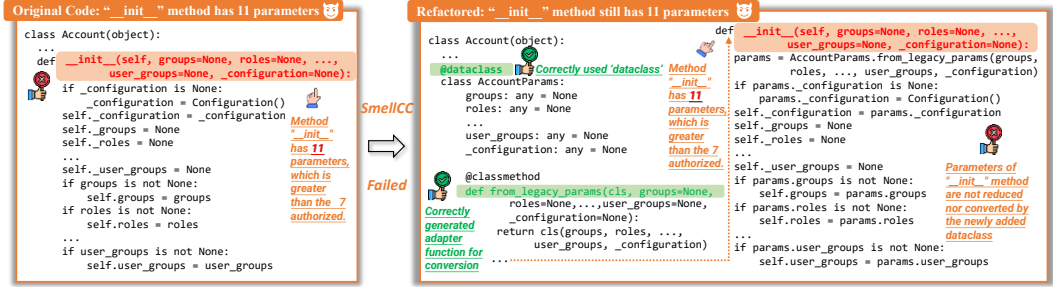 Original Code: “__init__” method has 11 parameters
class Account(object):
...
def
__init__(self, groups=None, roles=None, ...,
user_groups=None, _configuration=None):
if _configuration is None:
_configuration = Configuration()
self._configuration = _configuration
self._groups = None
self._roles = None
...
self._user_groups = None
if groups is not None:
self.groups = groups
if roles is not None:
self.roles = roles
...
if user_groups is not None:
self.user_groups = user_groups
Method
"__init__"
has 11
parameters,
which is
greater
than the 7
authorized.
SmellCC
Failed
Refactored: “__init__” method still has 11 parameters
class Account(object):
...
@dataclass
Correctly used 'dataclass'
class AccountParams:
groups: any = None
roles: any = None
...
user_groups: any = None
_configuration: any = None
@classmethod
def from_legacy_params(cls, groups=None,
roles=None,...,user_groups=None,
_configuration=None):
return cls(groups, roles, ...,
user_groups, _configuration)
...
Correctly
generated
adapter
function for
conversion
Method
"__init__"
has 11
parameters,
which is
greater
than the 7
authorized.
def
__init__(self, groups=None, roles=None, ...,
user_groups=None, _configuration=None):
params = AccountParams.from_legacy_params(groups,
roles, ..., user_groups, _configuration)
if params._configuration is None:
params._configuration = Configuration()
self._configuration = params._configuration
self._groups = None
self._roles = None
...
self._user_groups = None
if params.groups is not None:
self.groups = params.groups
if params.roles is not None:
self.roles = params.roles
...
if params.user_groups is not None:
self.user_groups = params.user_groups
Parameters of
"__init__" method
are not reduced
nor converted by
the newly added
dataclass